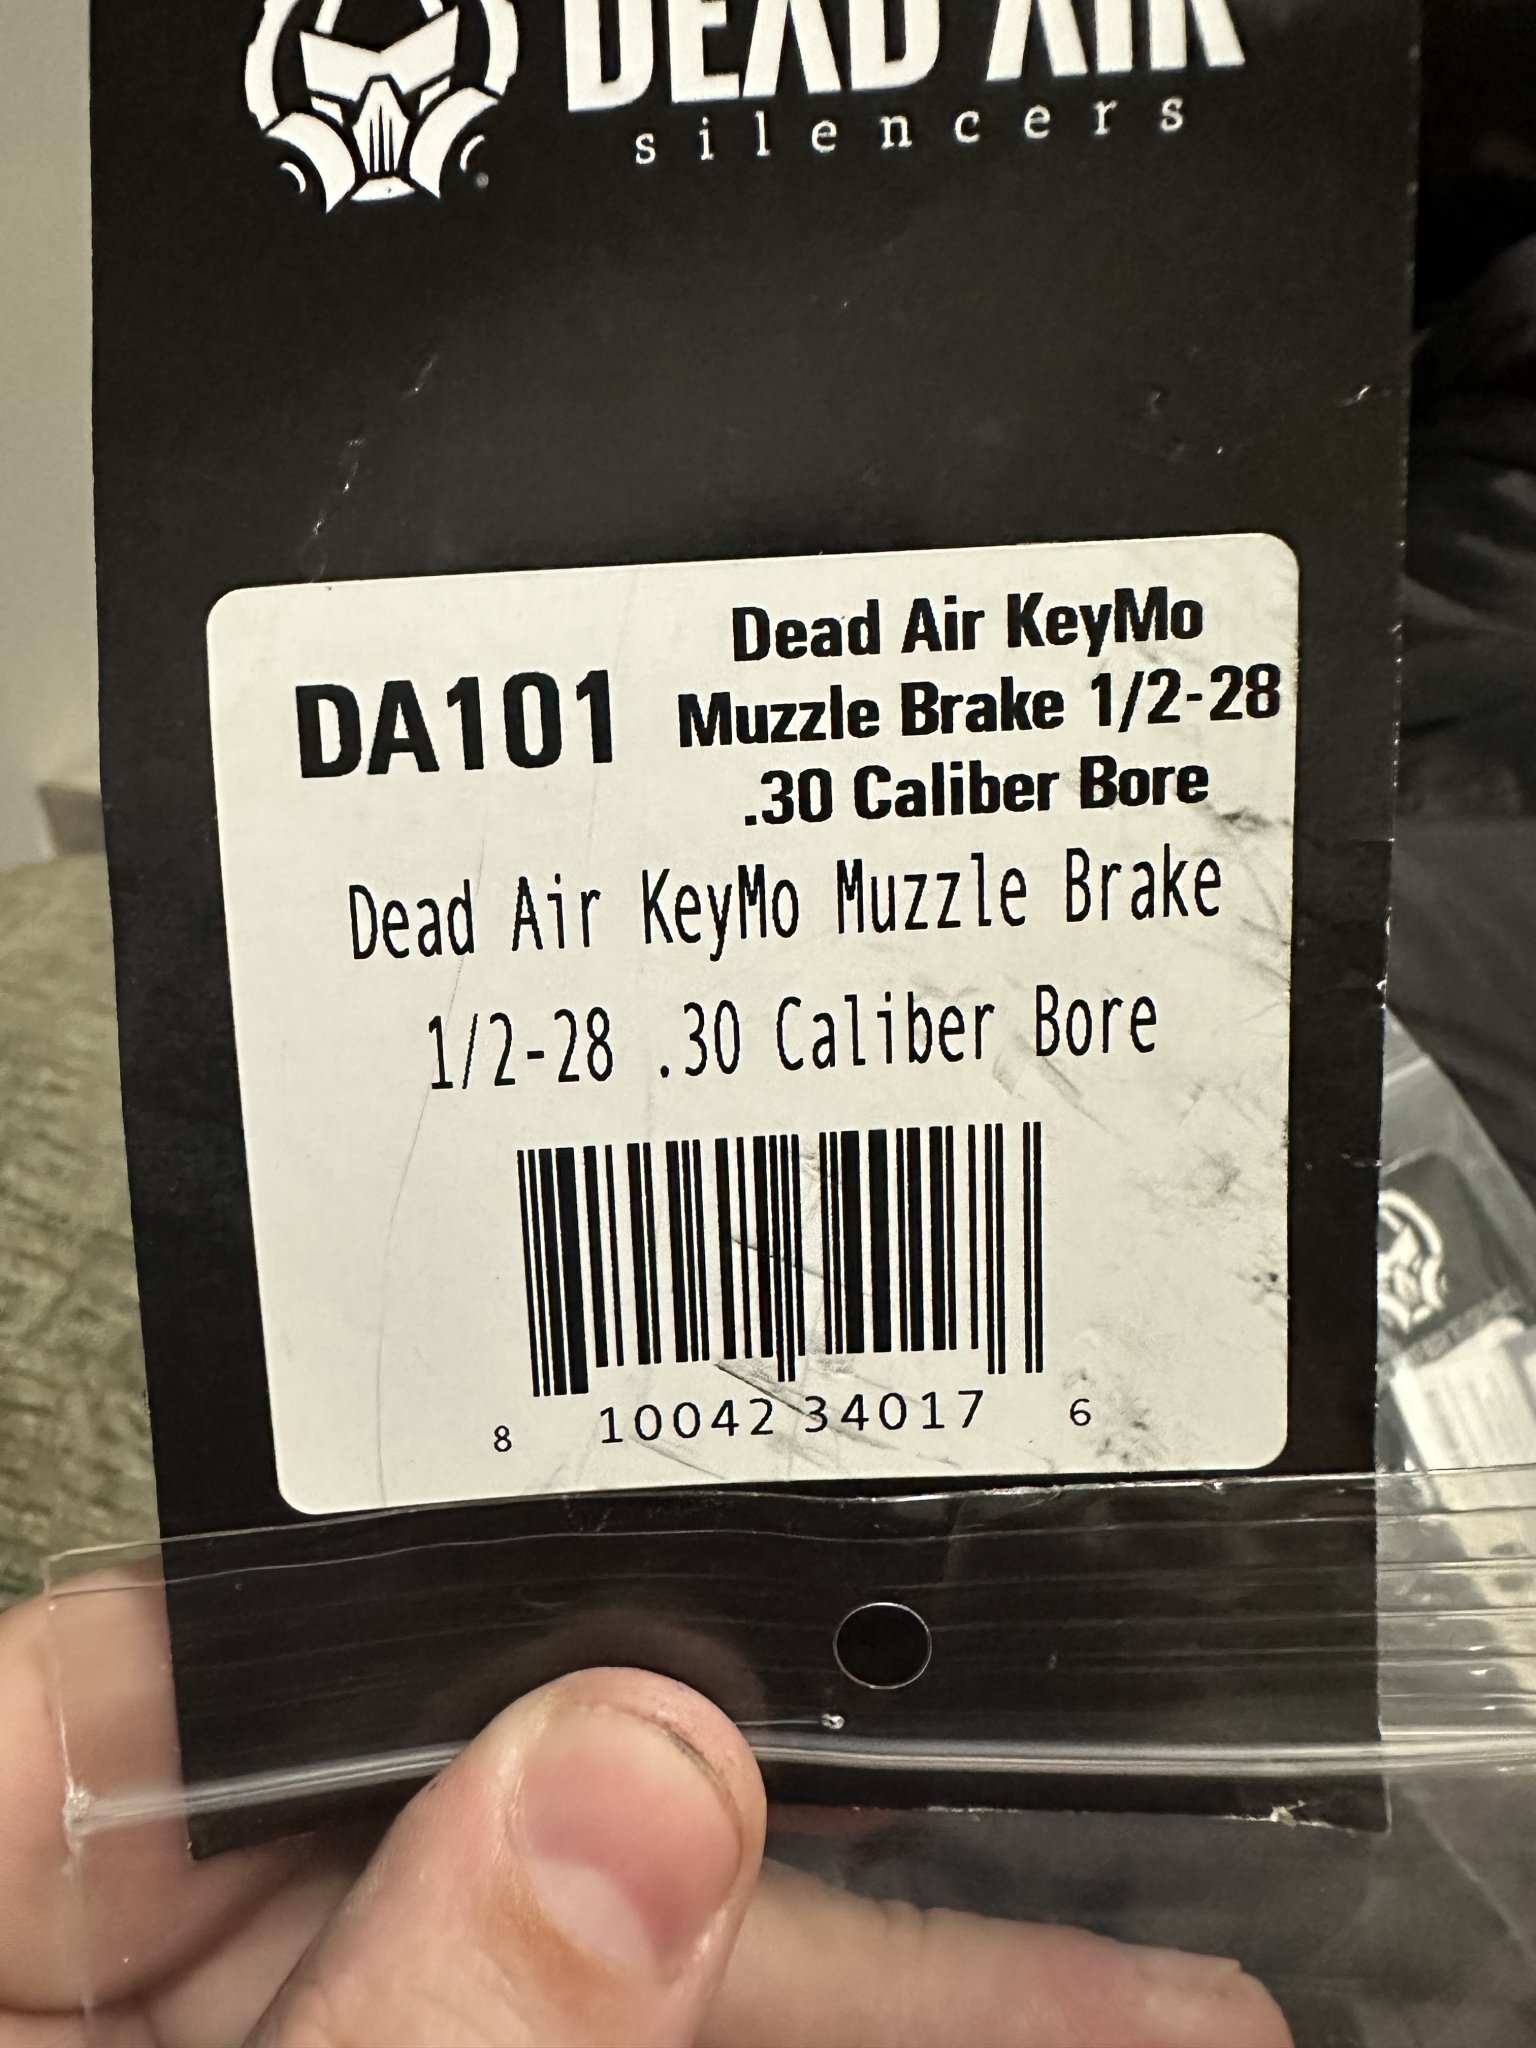 DEAD AIR
silencers
DA101
Dead Air KeyMo
Muzzle Brake 1/2-28
.30 Caliber Bore
Dead Air KeyMo Muzzle Brake
1/2-28 .30 Caliber Bore
8 10042 34017 6